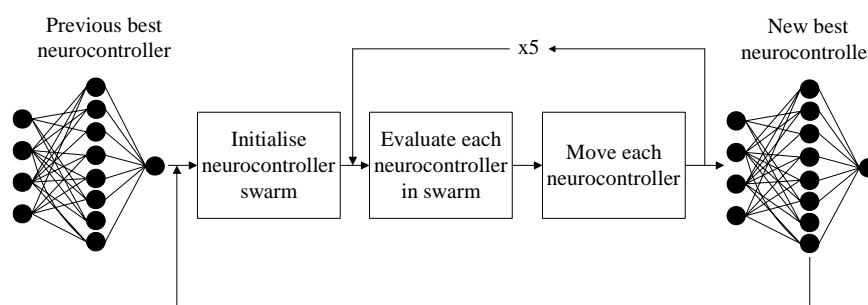 Previous best
neurocontroller
x5
New best
neurocontroller
Initialise
neurocontroller
swarm
Evaluate each
neurocontroller
in swarm
Move each
neurocontroller